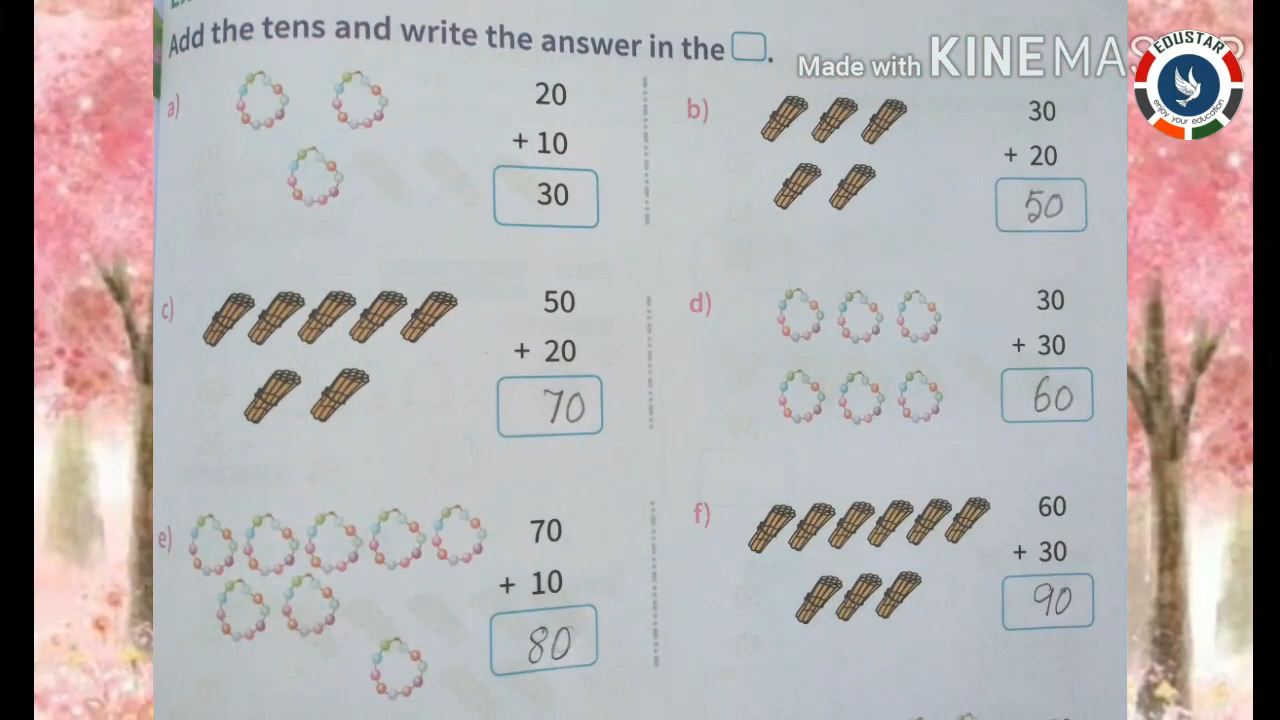 Add the tens and write the answer in the
Made with KINEMAS
EDUSTAR
enjoy your education
a)
20
+ 10
30
b)
30
+ 20
50
c)
50
+ 20
70
d)
30
+ 30
60
e)
70
+ 10
80
f)
60
+ 30
90